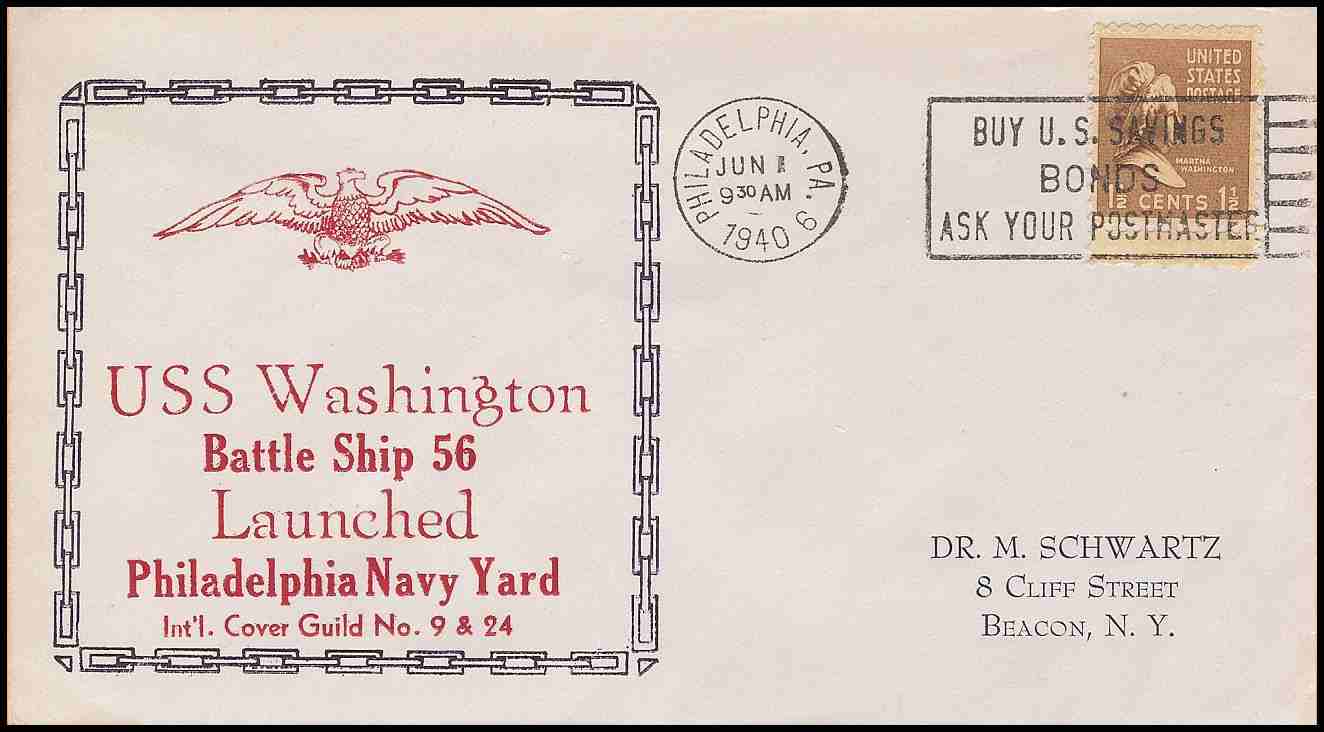 USS Washington
Battle Ship 56
Launched
Philadelphia Navy Yard
Int'l. Cover Guild No. 9 & 24
PHILADELPHIA, PA.
JUN 1
9 30 AM
1940
6
UNITED
STATES
POSTAGE
MARTHA
WASHINGTON
1½ CENTS 1½
BUY U.S. SAVINGS
BONDS
ASK YOUR POSTMASTER
DR. M. SCHWARTZ
8 CLIFF STREET
BEACON, N. Y.